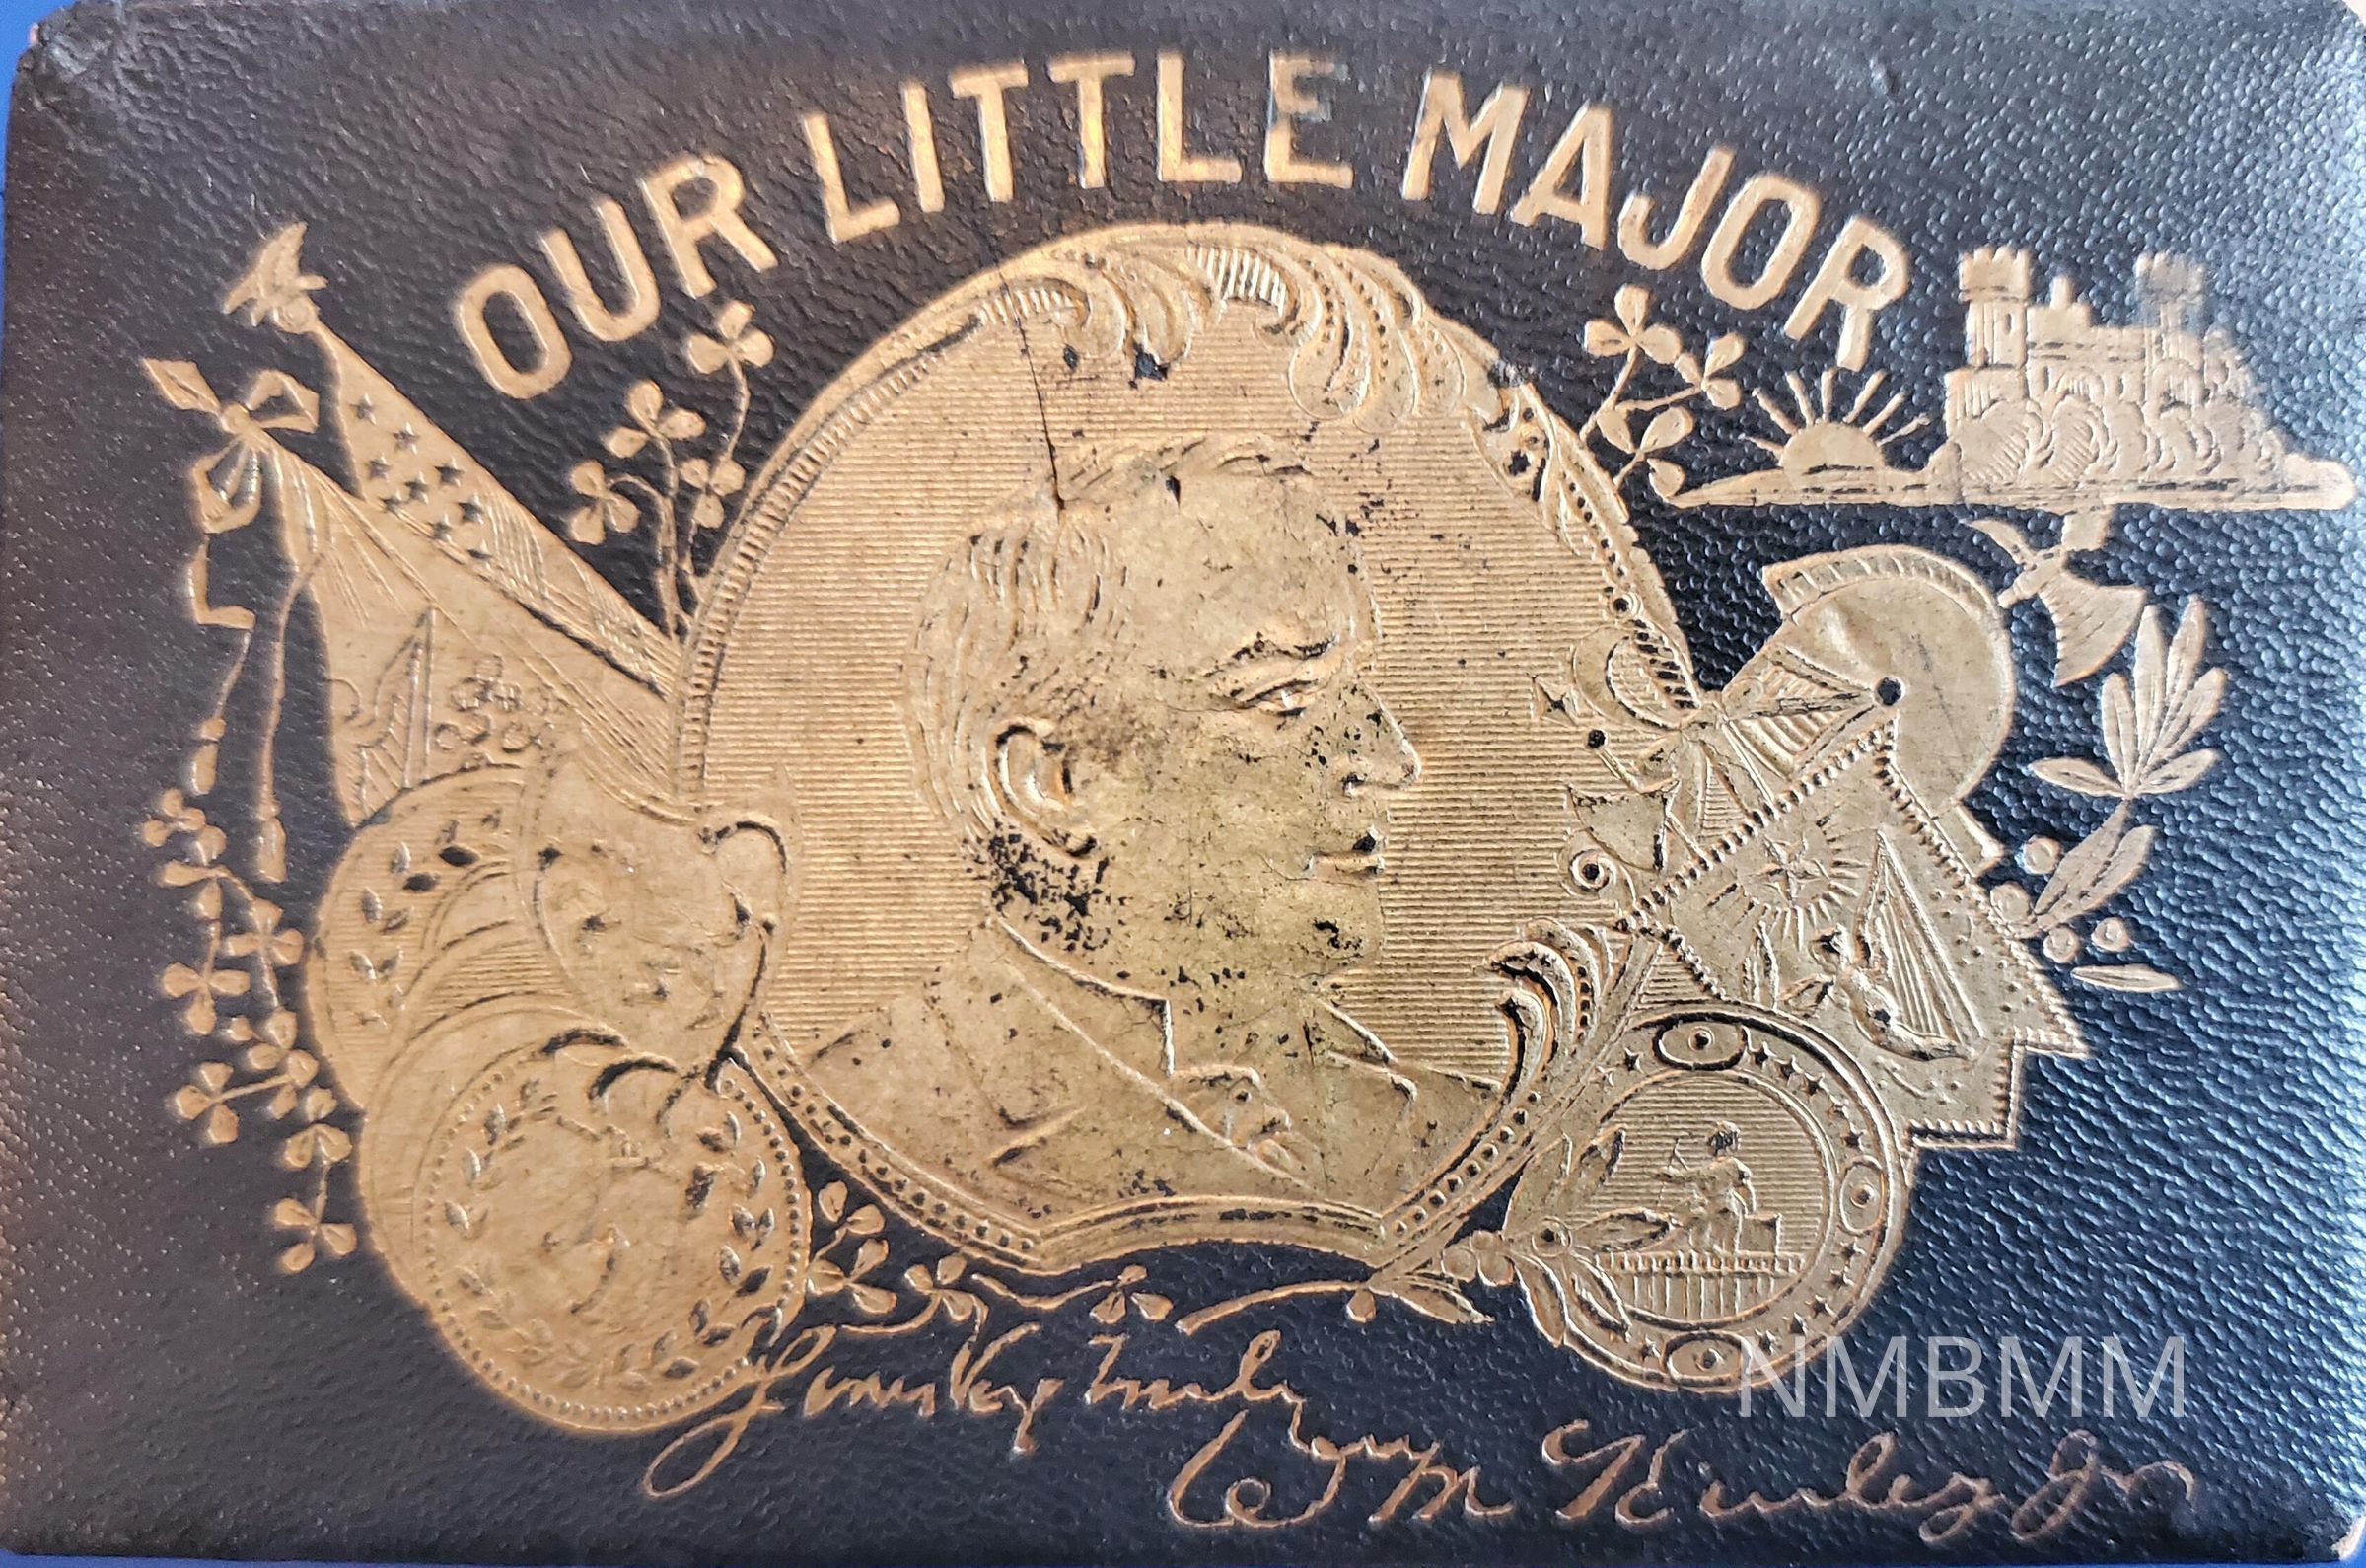 OUR LITTLE MAJOR
Yours Very Truly
Wm McKinley Jr
NMBMM